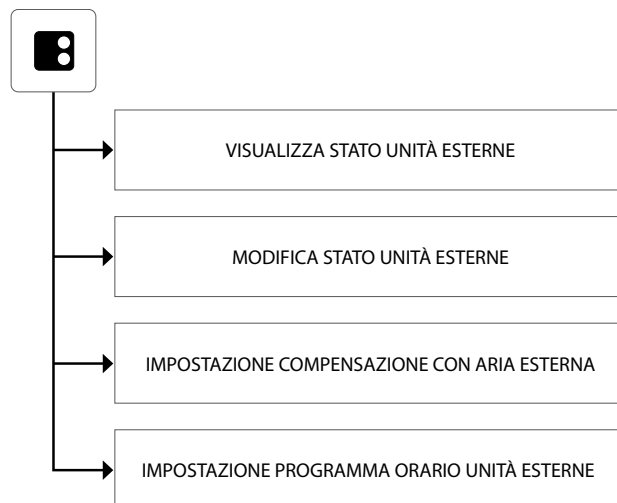 VISUALIZZA STATO UNITÀ ESTERNE
MODIFICA STATO UNITÀ ESTERNE
IMPOSTAZIONE COMPENSAZIONE CON ARIA ESTERNA
IMPOSTAZIONE PROGRAMMA ORARIO UNITÀ ESTERNE